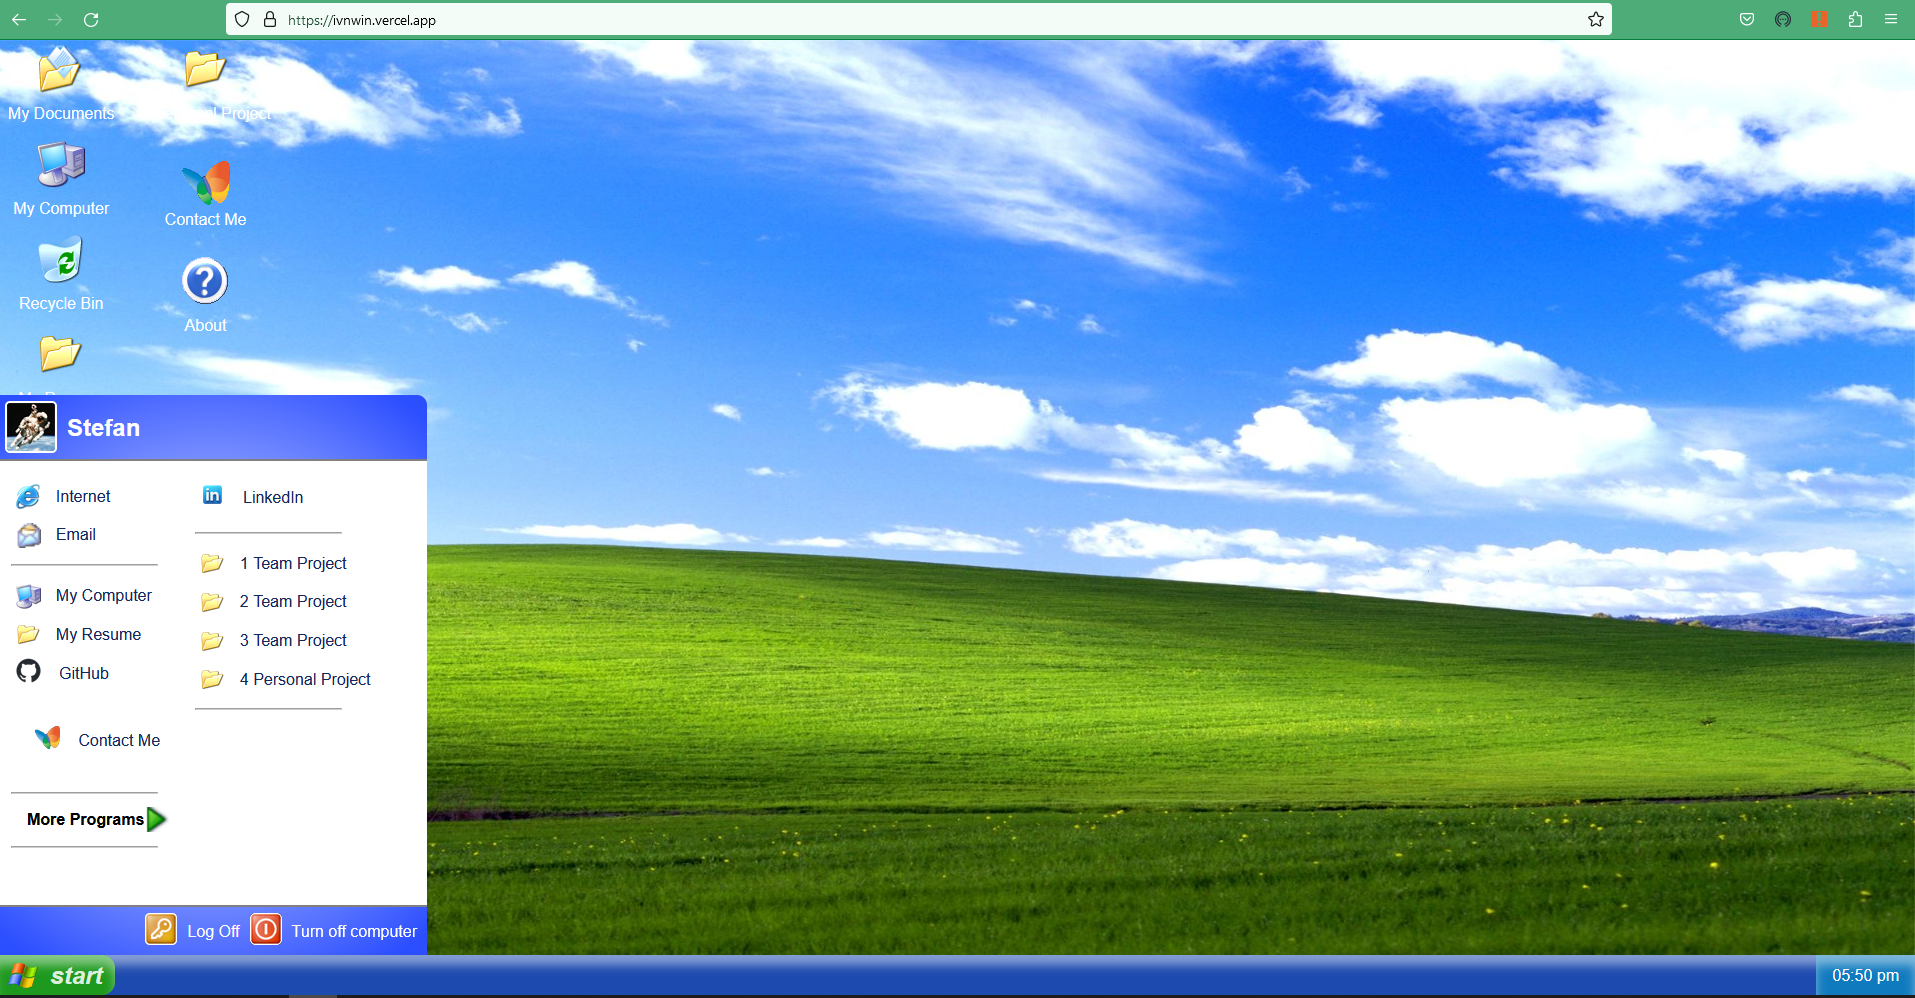 https://ivnwin.vercel.app
My Documents
Project
My Computer
Contact Me
Recycle Bin
About
Stefan
Internet
LinkedIn
Email
1 Team Project
My Computer
2 Team Project
My Resume
3 Team Project
GitHub
4 Personal Project
Contact Me
More Programs
Log Off
Turn off computer
start
05:50 pm